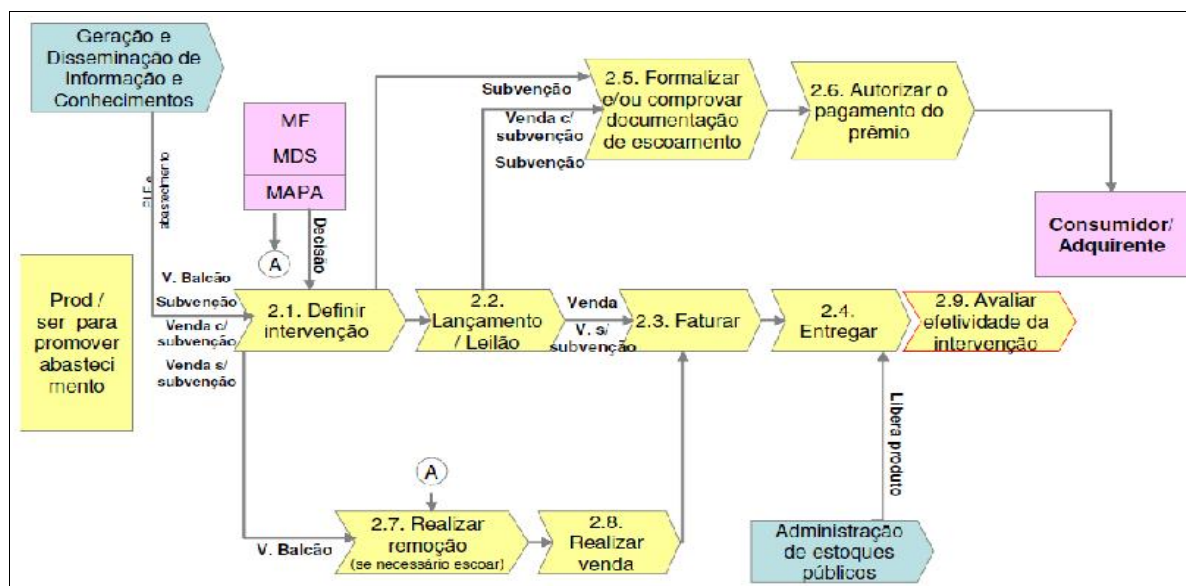 Geração e
Disseminação de
Informação e
Conhecimentos
abastecimento
MF
MDS
MAPA
A
Decisão
Subvenção
Venda c/
subvenção
Subvenção
2.5. Formalizar
e/ou comprovar
documentação
de escoamento
2.6. Autorizar o
pagamento do
prêmio
Consumidor/
Adquirente
Prod /
ser para
promover
abasteci
mento
V. Balcão
Subvenção
Venda c/
subvenção
Venda s/
subvenção
2.1. Definir
intervenção
2.2.
Lançamento
/ Leilão
Venda
V. s/
subvenção
2.3. Faturar
2.4.
Entregar
2.9. Avaliar
efetividade da
intervenção
Libera produto
A
V. Balcão
2.7. Realizar
remoção
(se necessário escoar)
2.8.
Realizar
venda
Administração
de estoques
públicos